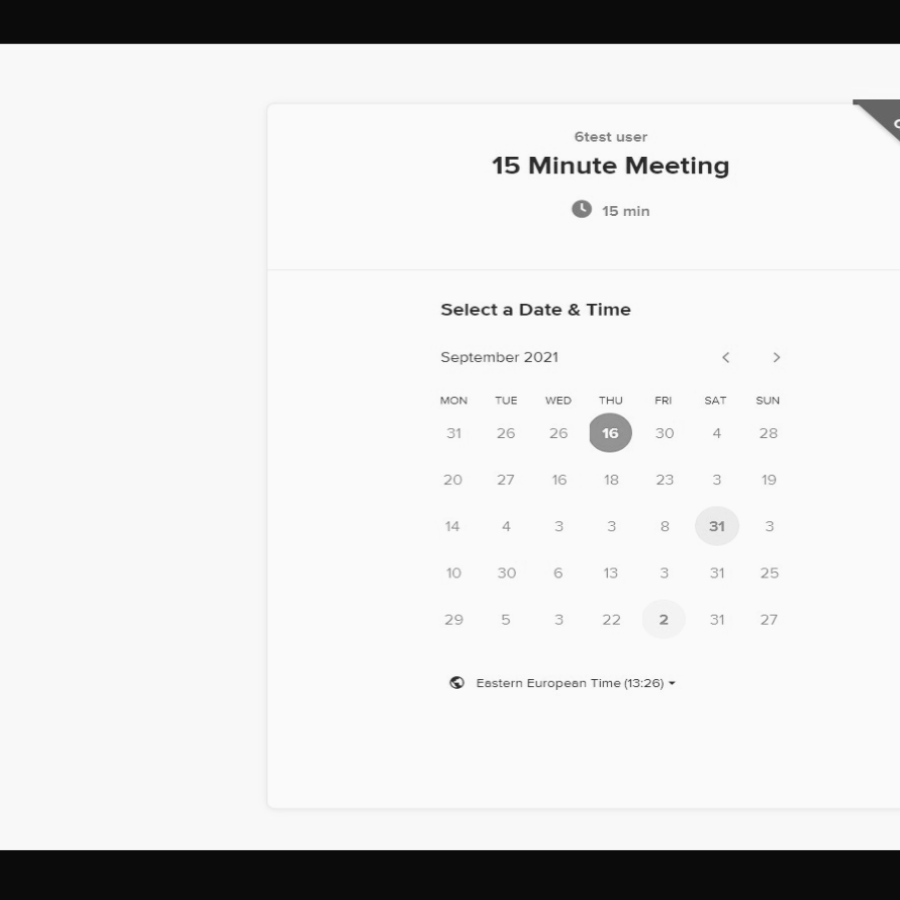 6test user
15 Minute Meeting
15 min
Select a Date & Time
September 2021
MON TUE WED THU FRI SAT SUN
31 26 26 16 30 4 28
20 27 16 18 23 3 19
14 4 3 3 8 31 3
10 30 6 13 3 31 25
29 5 3 22 2 31 27
Eastern European Time (13:26)